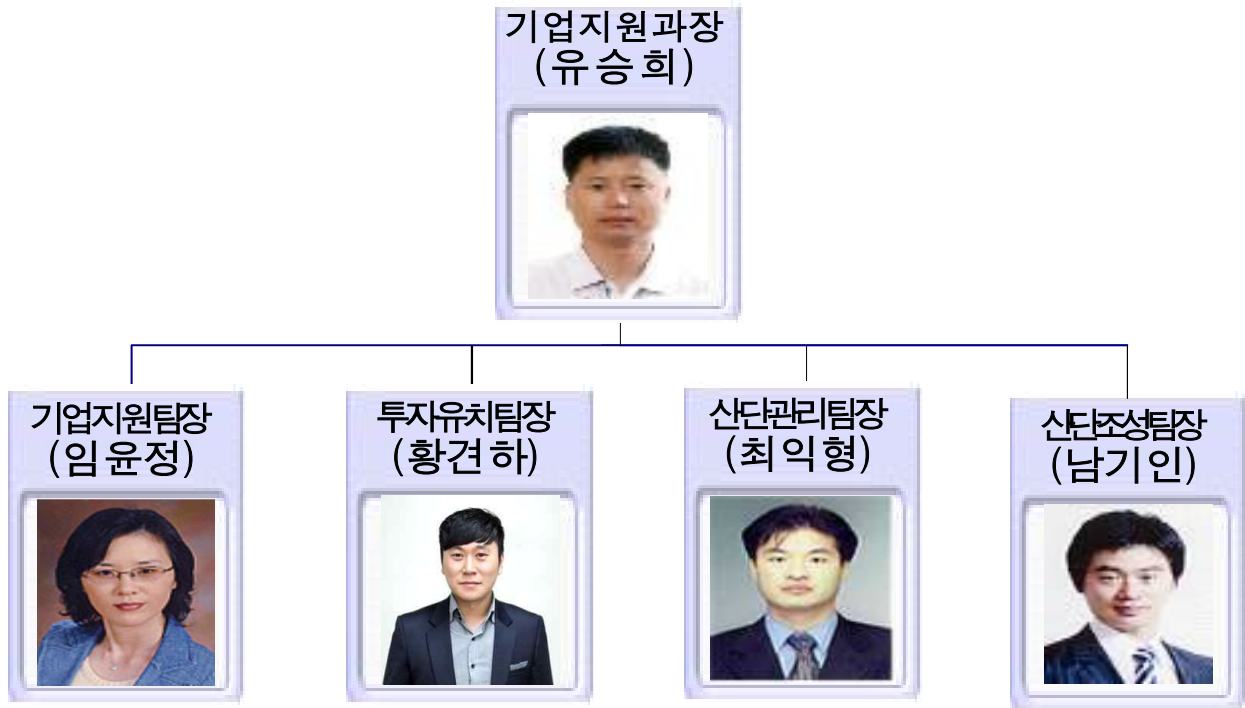 기업지원과장
(유승희)
기업지원팀장
(임윤정)
투자유치팀장
(황견하)
산단관리팀장
(최익형)
산단조성팀장
(남기인)